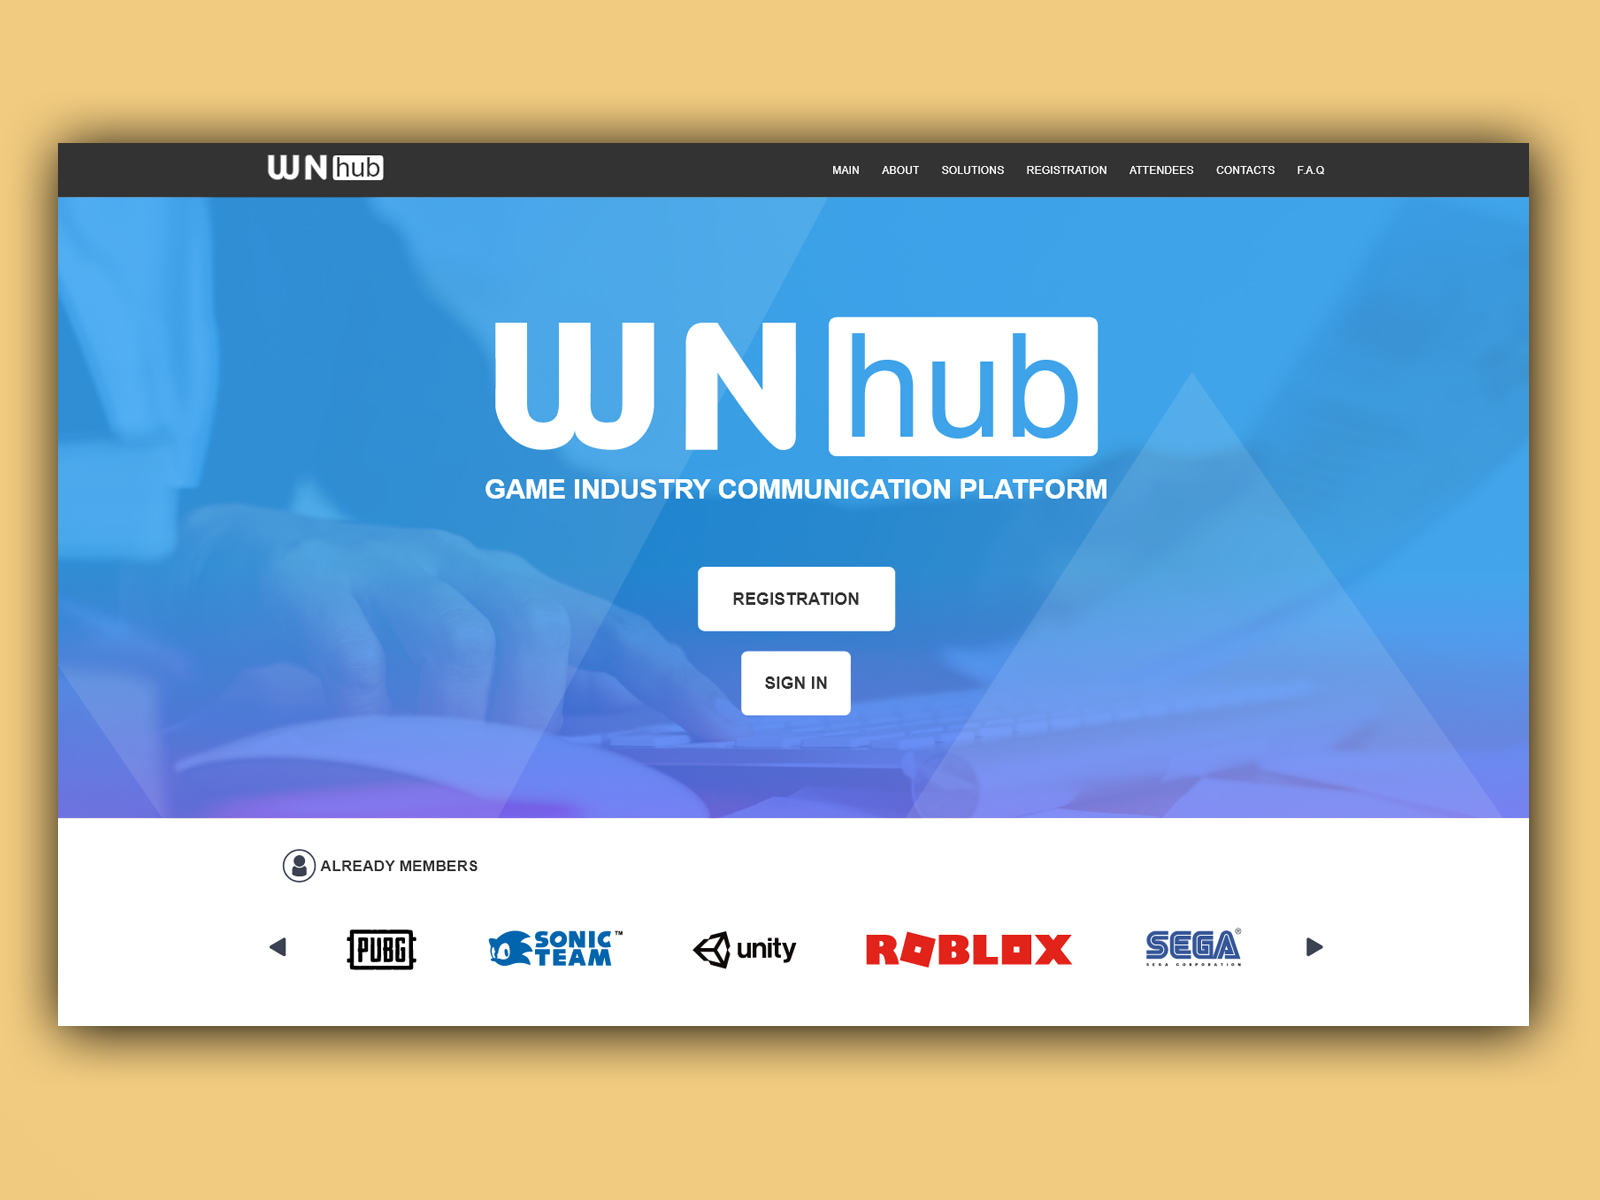 WN hub
MAIN ABOUT SOLUTIONS REGISTRATION ATTENDEES CONTACTS F.A.Q
WN hub
GAME INDUSTRY COMMUNICATION PLATFORM
REGISTRATION
SIGN IN
ALREADY MEMBERS
PUBG
SONIC TEAM™
unity
ROBLOX
SEGA®
SEGA CORPORATION